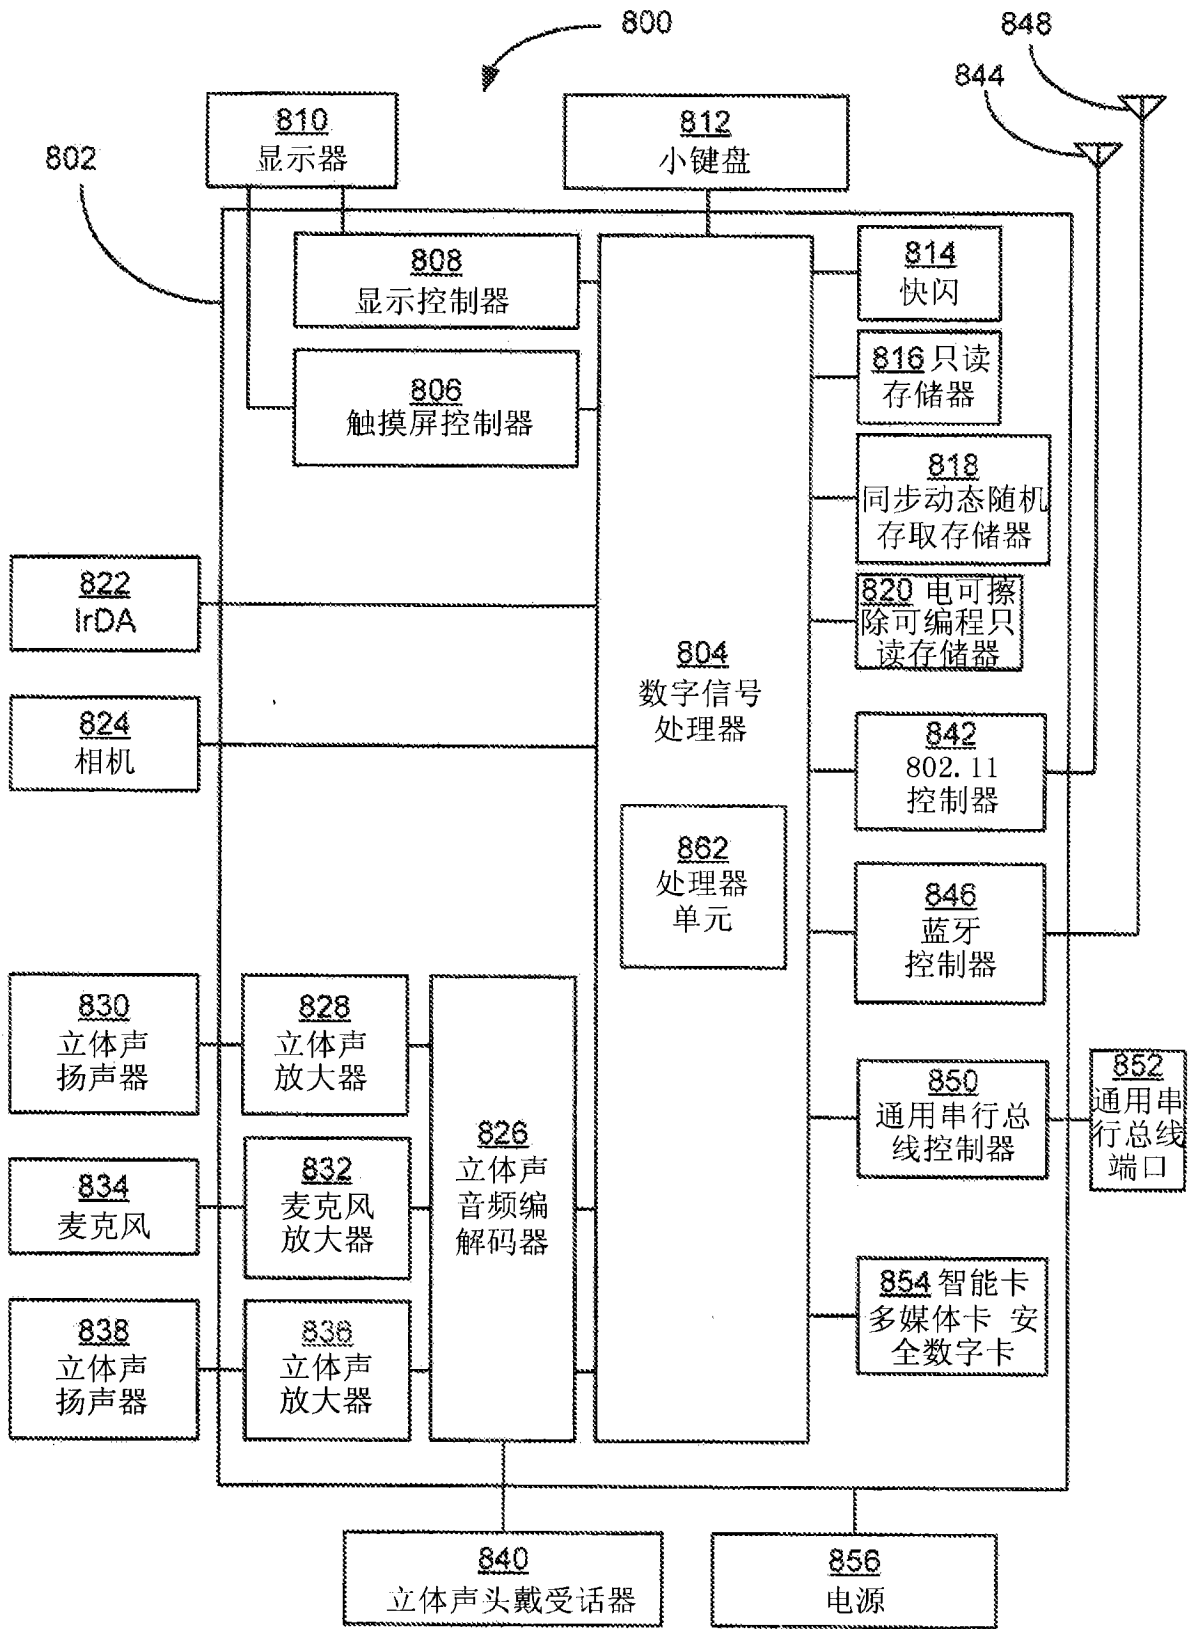 800
848
844
802
810
显示器
812
小键盘
808
显示控制器
806
触摸屏控制器
814
快闪
816 只读
存储器
818
同步动态随机
存取存储器
820 电可擦
除可编程只
读存储器
822
IrDA
824
相机
804
数字信号
处理器
862
处理器
单元
842
802.11
控制器
846
蓝牙
控制器
830
立体声
扬声器
828
立体声
放大器
826
立体声
音频编
解码器
834
麦克风
832
麦克风
放大器
838
立体声
扬声器
836
立体声
放大器
850
通用串行总
线控制器
852
通用串
行总线
端口
854 智能卡
多媒体卡 安
全数字卡
840
立体声头戴受话器
856
电源